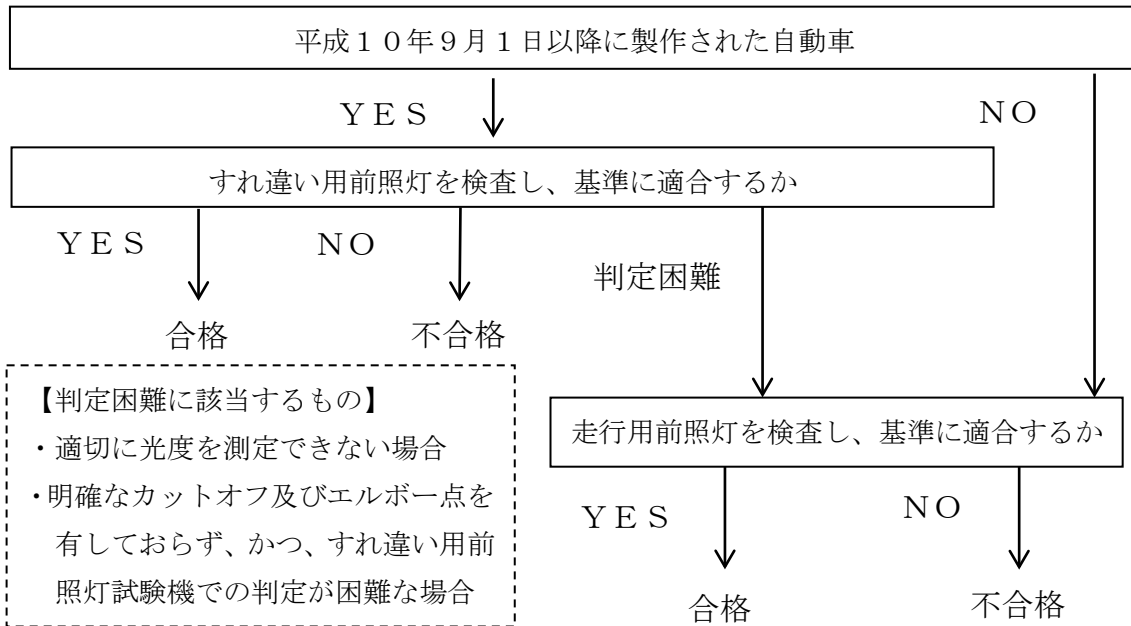 平成１０年９月１日以降に製作された自動車
ＹＥＳ
ＮＯ
すれ違い用前照灯を検査し、基準に適合するか
ＹＥＳ
ＮＯ
判定困難
合格
不合格
【判定困難に該当するもの】
・適切に光度を測定できない場合
・明確なカットオフ及びエルボー点を
有しておらず、かつ、すれ違い用前
照灯試験機での判定が困難な場合
走行用前照灯を検査し、基準に適合するか
ＹＥＳ
ＮＯ
合格
不合格